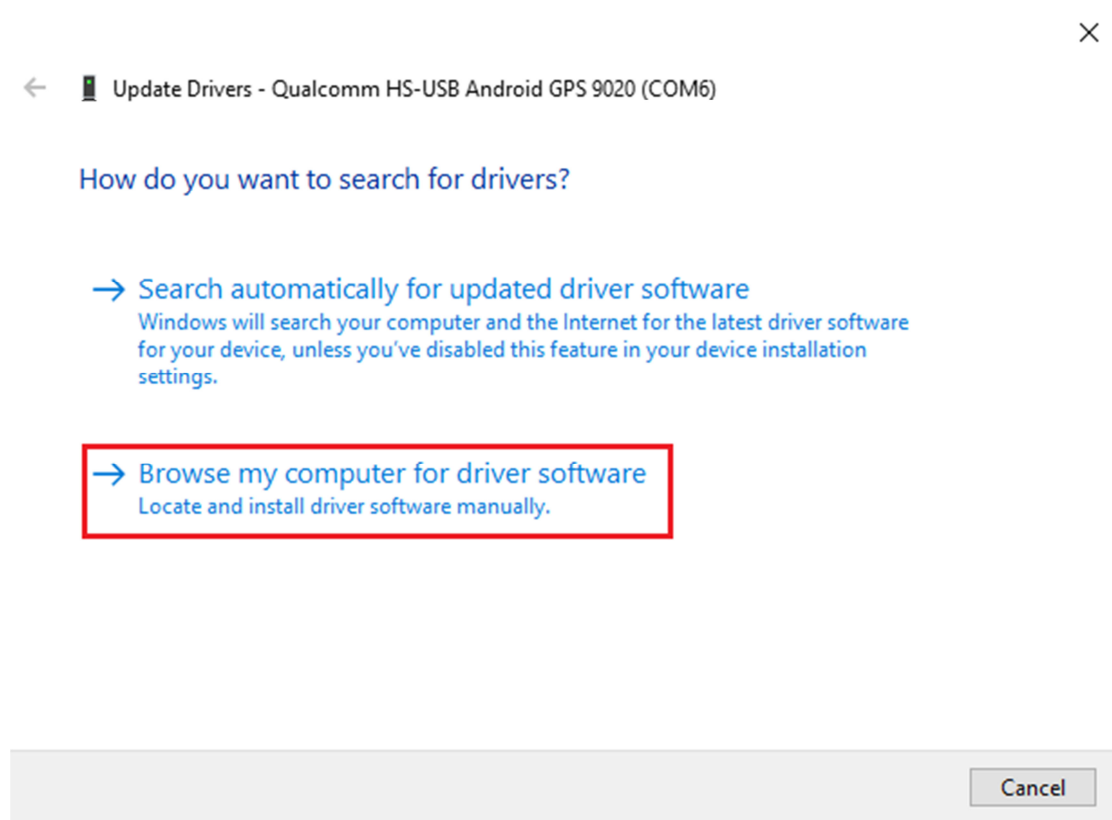 Update Drivers - Qualcomm HS-USB Android GPS 9020 (COM6)
How do you want to search for drivers?
Search automatically for updated driver software
Windows will search your computer and the Internet for the latest driver software
for your device, unless you've disabled this feature in your device installation
settings.
Browse my computer for driver software
Locate and install driver software manually.
Cancel